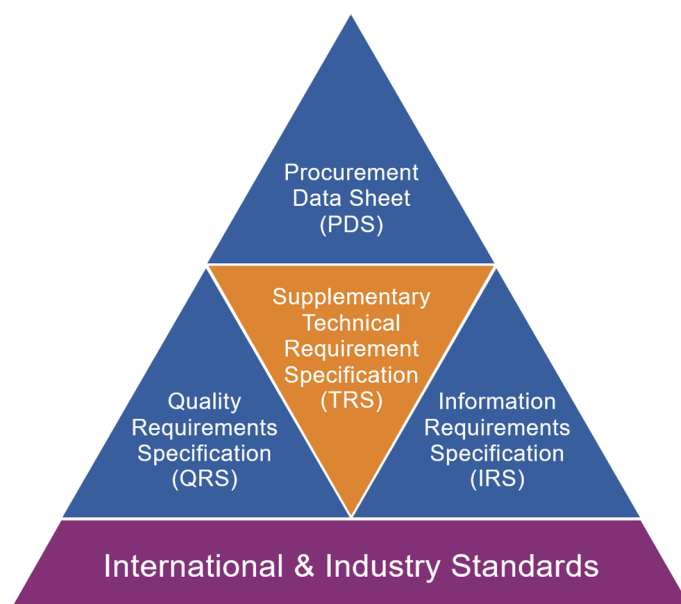 Procurement
Data Sheet
(PDS)
Supplementary
Technical
Requirement
Specification
(TRS)
Quality
Requirements
Specification
(QRS)
Information
Requirements
Specification
(IRS)
International & Industry Standards